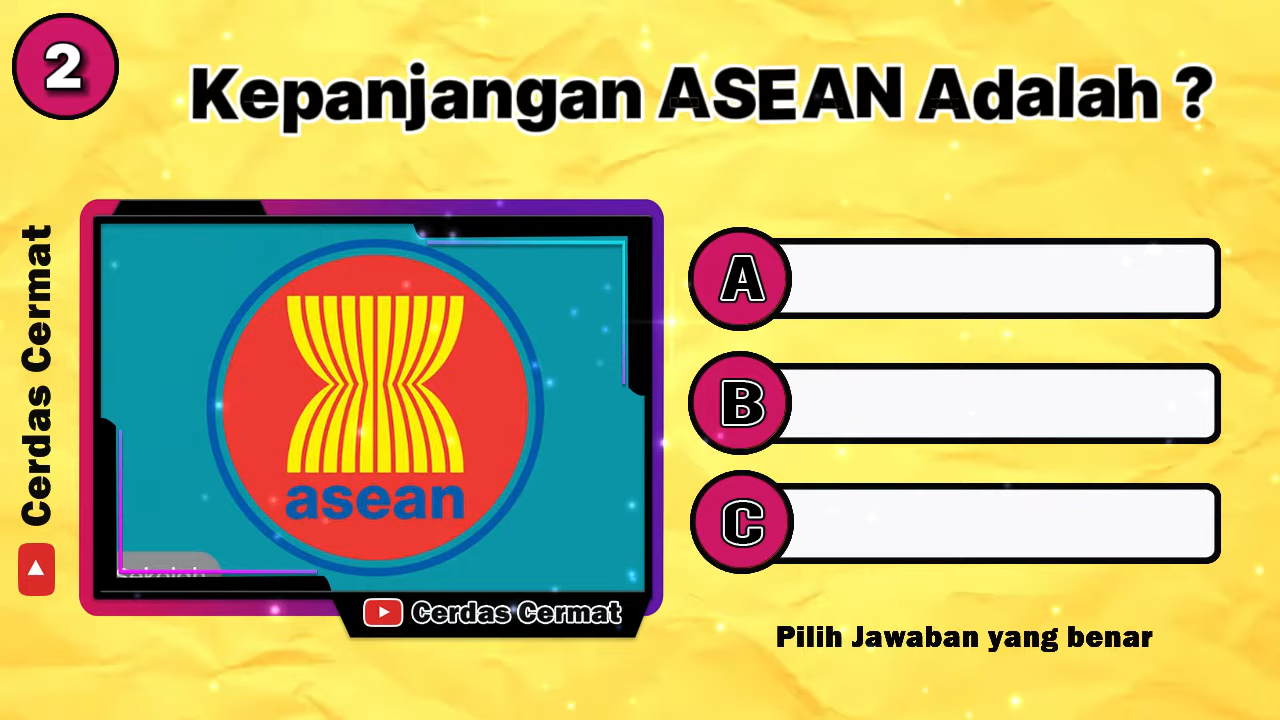 2
Kepanjangan ASEAN Adalah ?
Cerdas Cermat
asean
Cerdas Cermat
A
B
C
Pilih Jawaban yang benar